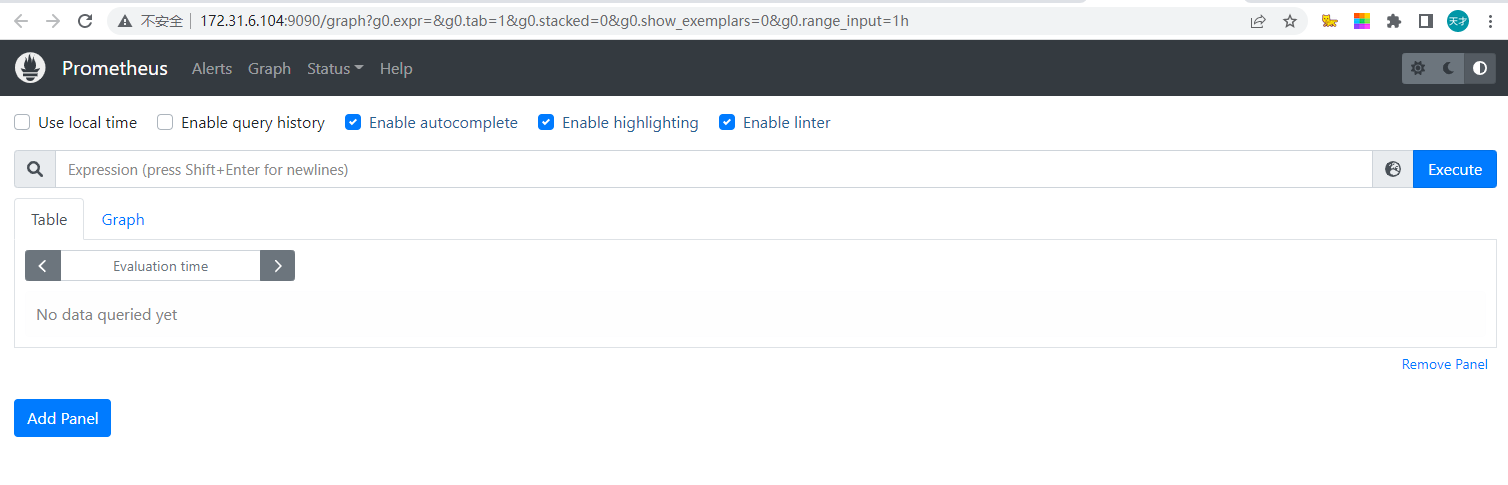 不安全 172.31.6.104:9090/graph?g0.expr=&g0.tab=1&g0.stacked=0&g0.show_exemplars=0&g0.range_input=1h 天才
Prometheus Alerts Graph Status Help
Use local time Enable query history Enable autocomplete Enable highlighting Enable linter
Expression (press Shift+Enter for newlines) Execute
Table Graph
Evaluation time
No data queried yet
Remove Panel
Add Panel